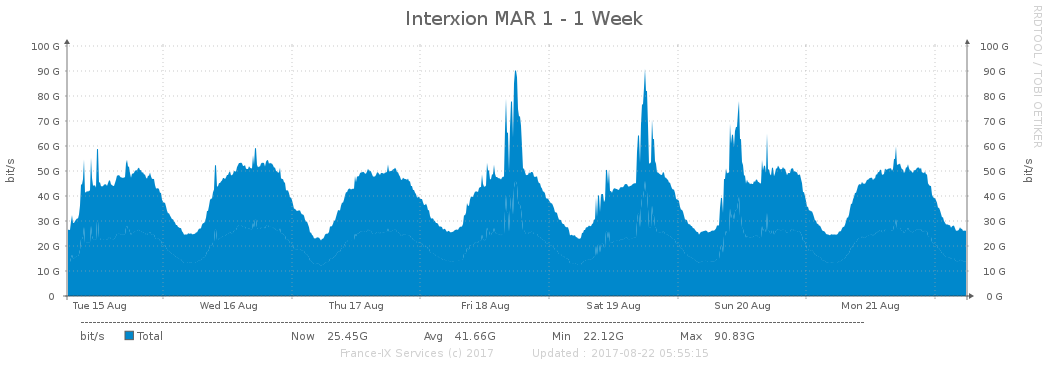 Interxion MAR 1 - 1 Week
RRDTOOL / TOBI OETIKER
bit/s
100 G
90 G
80 G
70 G
60 G
50 G
40 G
30 G
20 G
10 G
0
100 G
90 G
80 G
70 G
60 G
50 G
40 G
30 G
20 G
10 G
0 G
bit/s
Tue 15 Aug Wed 16 Aug Thu 17 Aug Fri 18 Aug Sat 19 Aug Sun 20 Aug Mon 21 Aug
bit/s Total Now 25.45G Avg 41.66G Min 22.12G Max 90.83G
France-IX Services (c) 2017 Updated : 2017-08-22 05:55:15